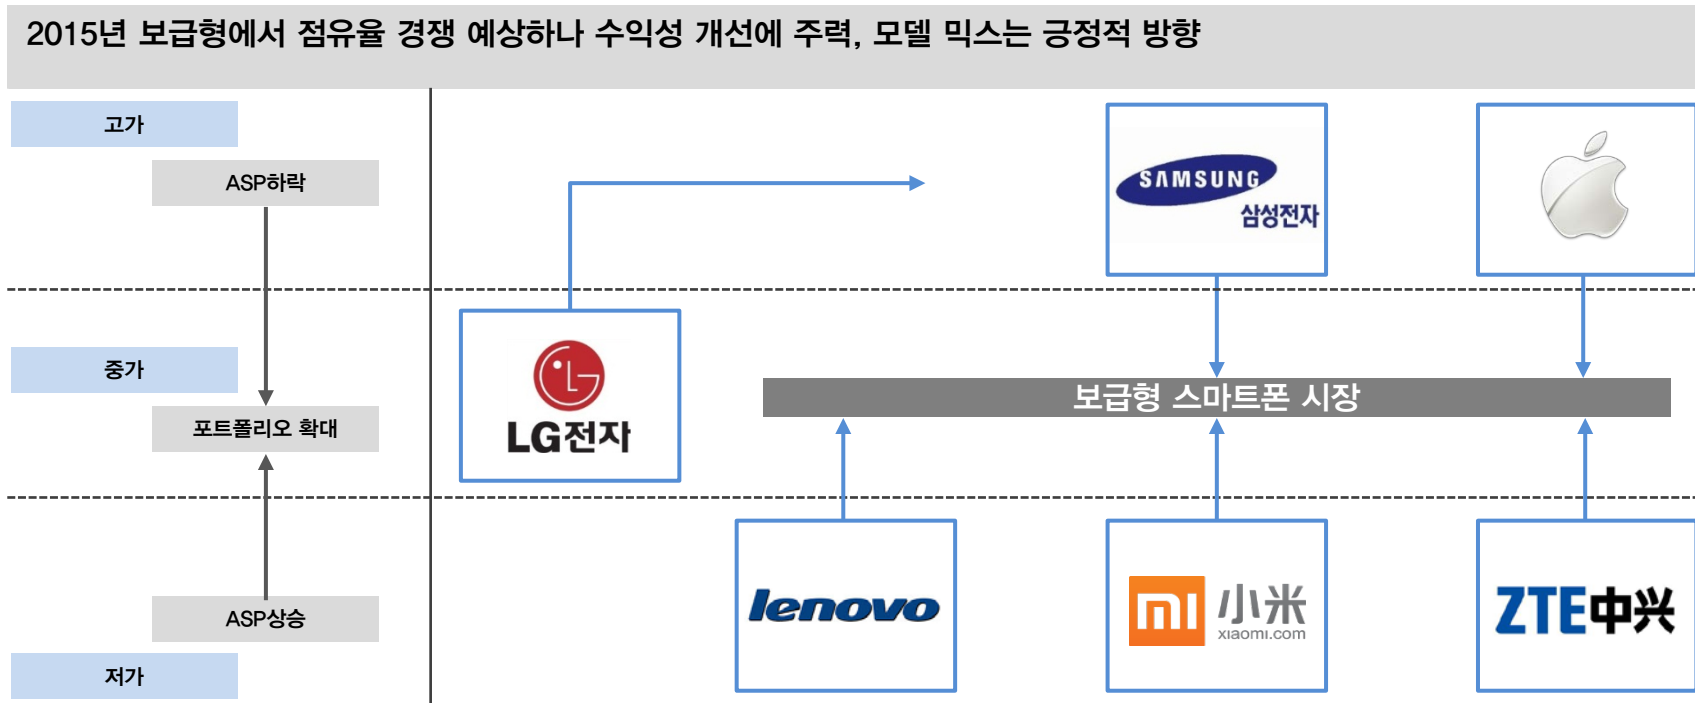 2015년 보급형에서 점유율 경쟁 예상하나 수익성 개선에 주력, 모델 믹스는 긍정적 방향
고가
ASP하락
SAMSUNG
삼성전자
중가
포트폴리오 확대
LG
LG전자
보급형 스마트폰 시장
ASP상승
저가
lenovo
mi 小米
xiaomi.com
ZTE中兴